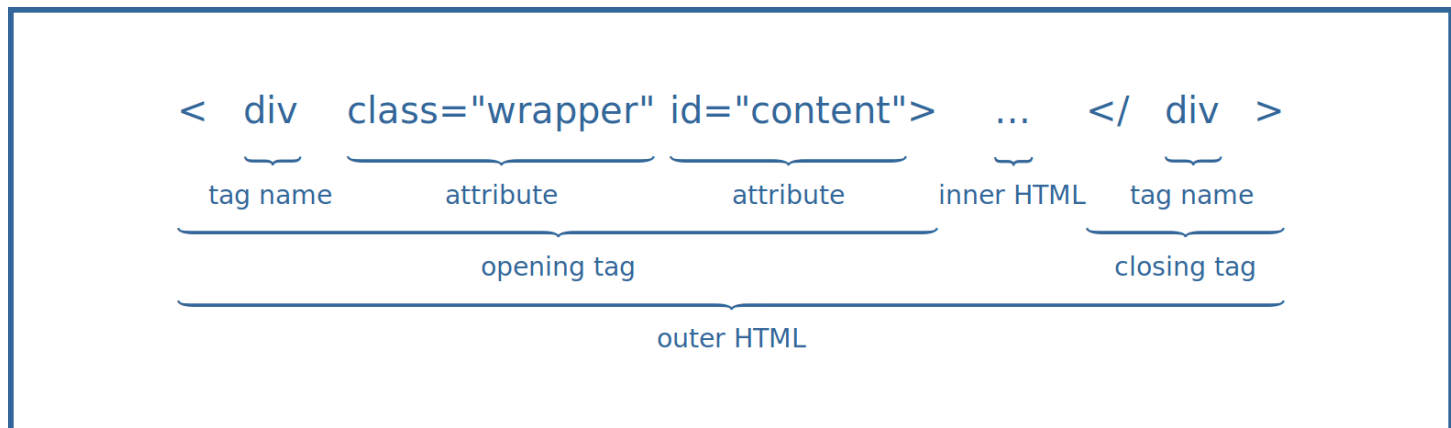 < div class="wrapper" id="content"> … </ div >
tag name attribute attribute inner HTML tag name
opening tag closing tag
outer HTML